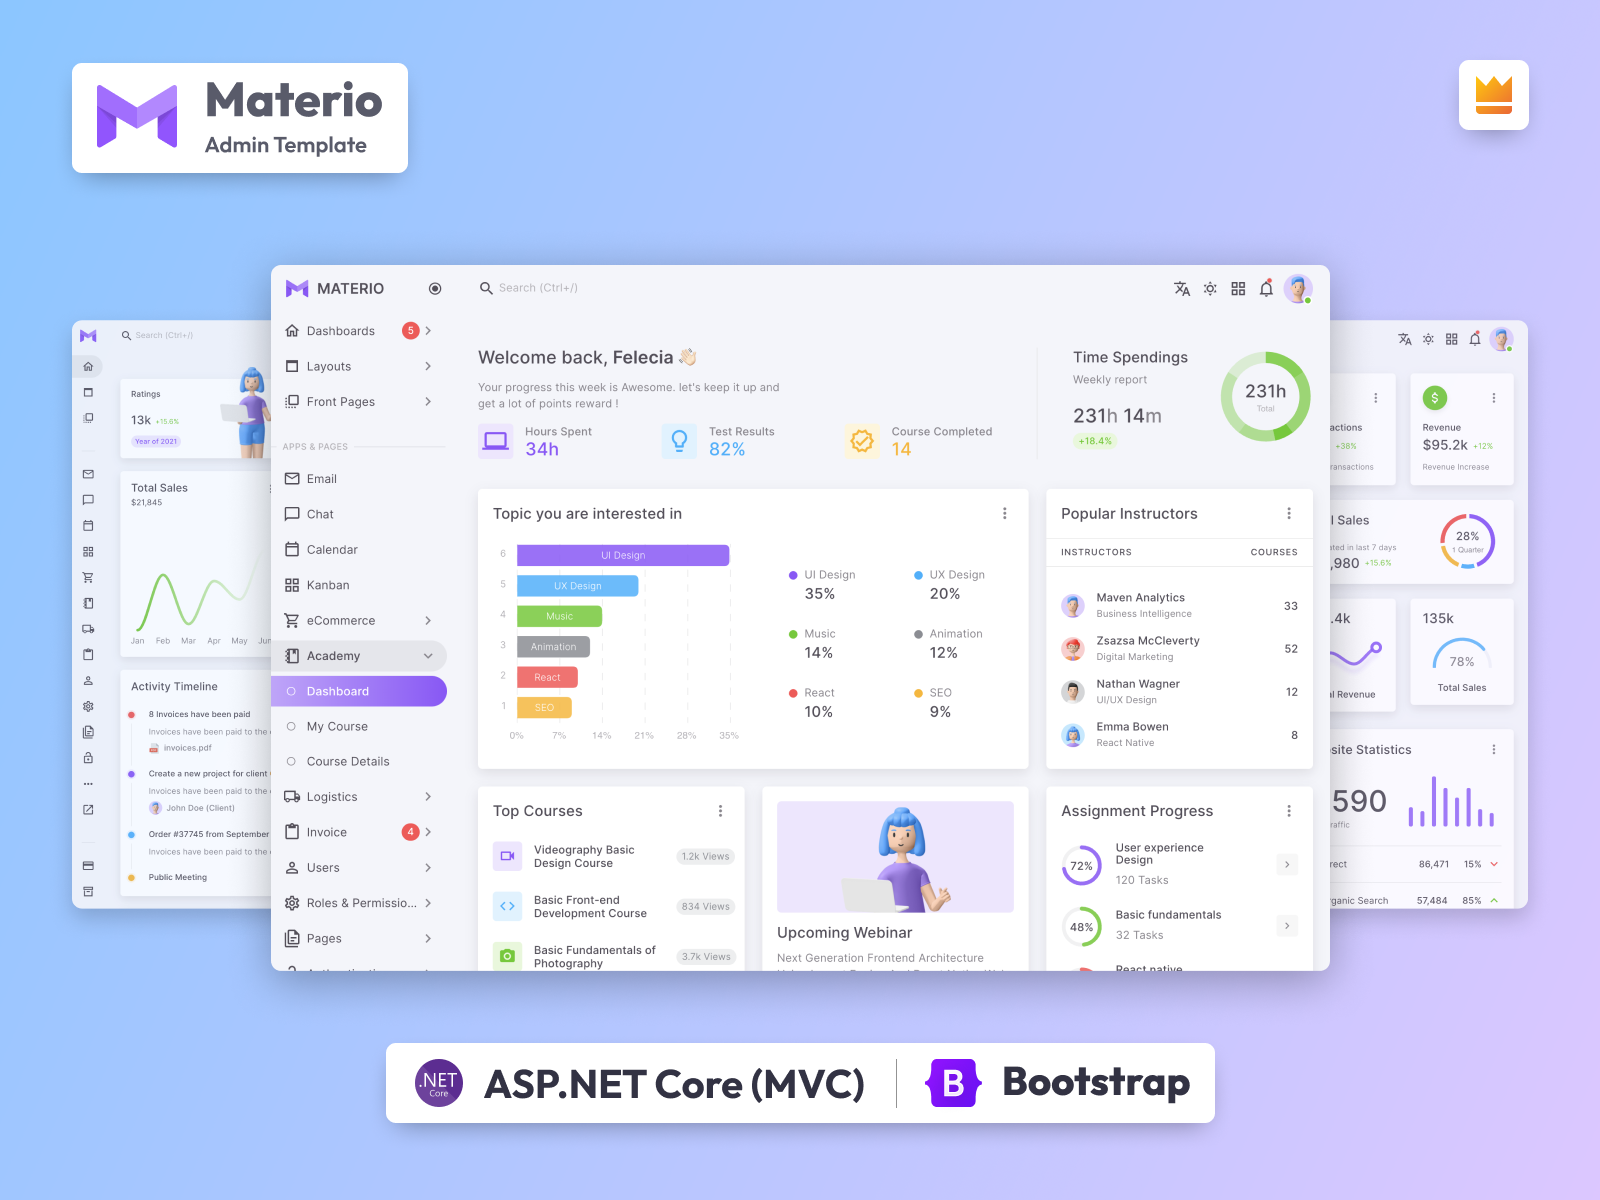 Materio
Admin Template
MATERIO
Search (Ctrl+/)
Dashboards 5
Layouts
Front Pages
APPS & PAGES
Email
Chat
Calendar
Kanban
eCommerce
Academy
Dashboard
My Course
Course Details
Logistics
Invoice 4
Users
Roles & Permissio...
Pages
Welcome back, Felecia 👋🏻
Your progress this week is Awesome. let's keep it up and
get a lot of points reward !
Hours Spent
34h
Test Results
82%
Course Completed
14
Time Spendings
Weekly report
231h 14m
+18.4%
231h
Total
Topic you are interested in
6 UI Design
5 UX Design
4 Music
3 Animation
2 React
1 SEO
0% 7% 14% 21% 28% 35%
UI Design
35%
UX Design
20%
Music
14%
Animation
12%
React
10%
SEO
9%
Popular Instructors
INSTRUCTORS COURSES
Maven Analytics
Business Intelligence
33
Zsazsa McCleverty
Digital Marketing
52
Nathan Wagner
UI/UX Design
12
Emma Bowen
React Native
8
Top Courses
Videography Basic
Design Course
1.2k Views
Basic Front-end
Development Course
834 Views
Basic Fundamentals of
Photography
3.7k Views
Upcoming Webinar
Next Generation Frontend Architecture
Assignment Progress
72%
User experience
Design
120 Tasks
48%
Basic fundamentals
32 Tasks
React native
Search (Ctrl+/)
Ratings
13k +15.6%
Year of 2021
Total Sales
$21,845
Jan Feb Mar Apr May Jun
Activity Timeline
8 Invoices have been paid
Invoices have been paid to the
invoices.pdf
Create a new project for client
Invoices have been paid to the
John Doe (Client)
Order #37745 from September
Invoices have been paid to the
Public Meeting
actions
+38%
ransactions
$
Revenue
$95.2k +12%
Revenue Increase
l Sales
ated in last 7 days
,980 +15.6%
28%
1 Quarter
.4k
l Revenue
135k
78%
Total Sales
site Statistics
590
raffic
rect 86,471 15%
rganic Search 57,484 85%
.NET
Core
ASP.NET Core (MVC)
B
Bootstrap